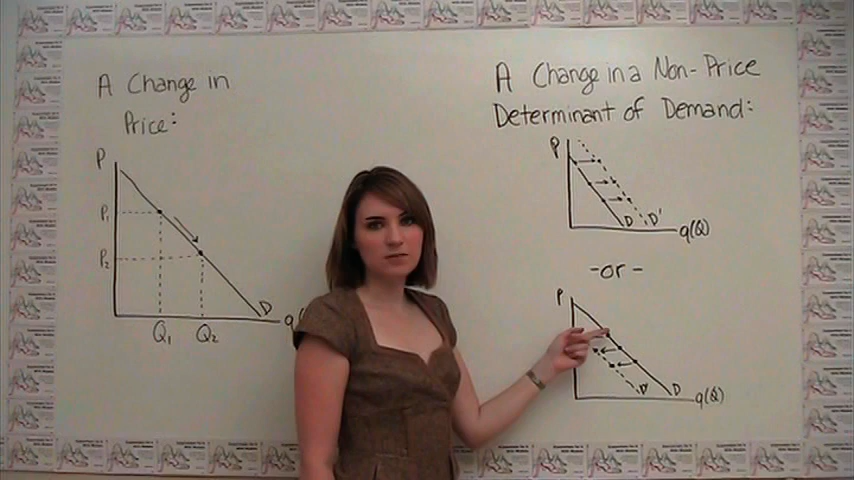 A Change in
Price:
P
P1
P2
D
q(
Q1 Q2
A Change in a Non-Price
Determinant of Demand:
P
D D'
q(Q)
-or-
P
D' D
q(Q)